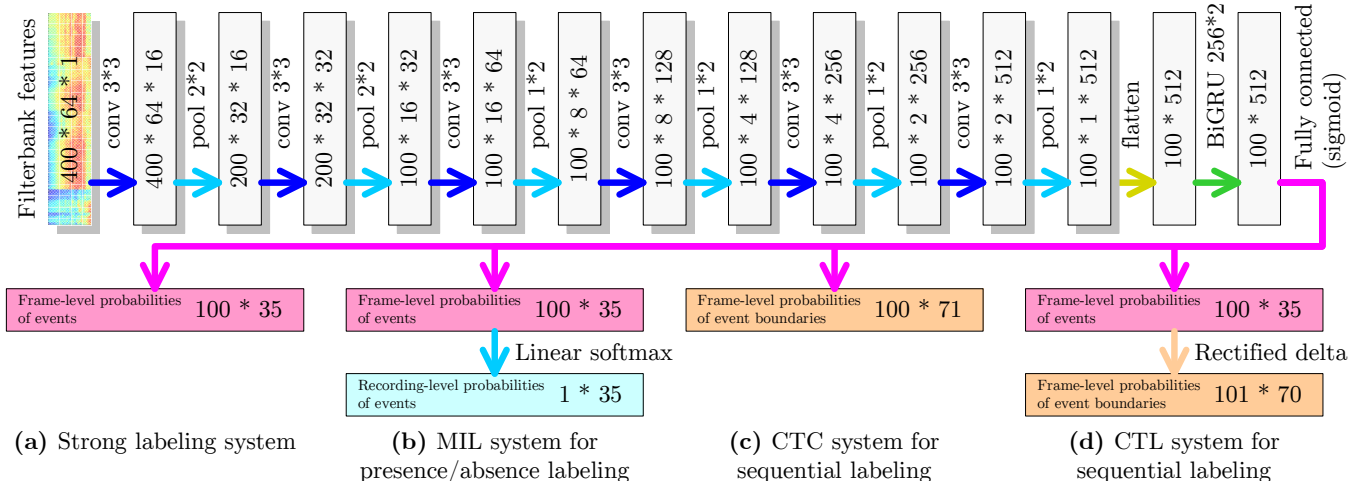 Filterbank features
400 * 64 * 1
conv 3*3
400 * 64 * 16
pool 2*2
200 * 32 * 16
conv 3*3
200 * 32 * 32
pool 2*2
100 * 16 * 32
conv 3*3
100 * 16 * 64
pool 1*2
100 * 8 * 64
conv 3*3
100 * 8 * 128
pool 1*2
100 * 4 * 128
conv 3*3
100 * 4 * 256
pool 1*2
100 * 2 * 256
conv 3*3
100 * 2 * 512
pool 1*2
100 * 1 * 512
flatten
100 * 512
BiGRU 256*2
100 * 512
Fully connected
(sigmoid)
Frame-level probabilities
of events
100 * 35
Frame-level probabilities
of events
100 * 35
Frame-level probabilities
of event boundaries
100 * 71
Frame-level probabilities
of events
100 * 35
Linear softmax
Rectified delta
Recording-level probabilities
of events
1 * 35
Frame-level probabilities
of event boundaries
101 * 70
(a) Strong labeling system
(b) MIL system for
presence/absence labeling
(c) CTC system for
sequential labeling
(d) CTL system for
sequential labeling